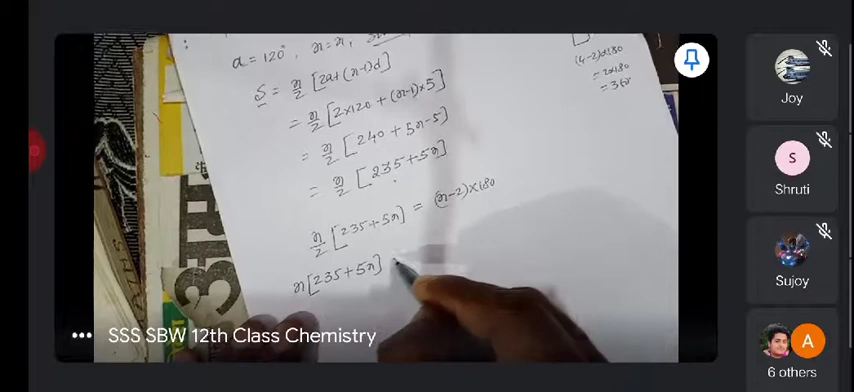 a = 120°, n = n,
S = n/2 [2a+(n-1)d]
= n/2 [2×120 + (n-1)×5]
= n/2 [240 + 5n-5]
= n/2 [235+5n]
n/2 [235+5n] = (n-2)×180
n[235+5n]
(4-2)×180
= 2×180
= 360°
SSS SBW 12th Class Chemistry
Joy
S
Shruti
Sujoy
A
6 others